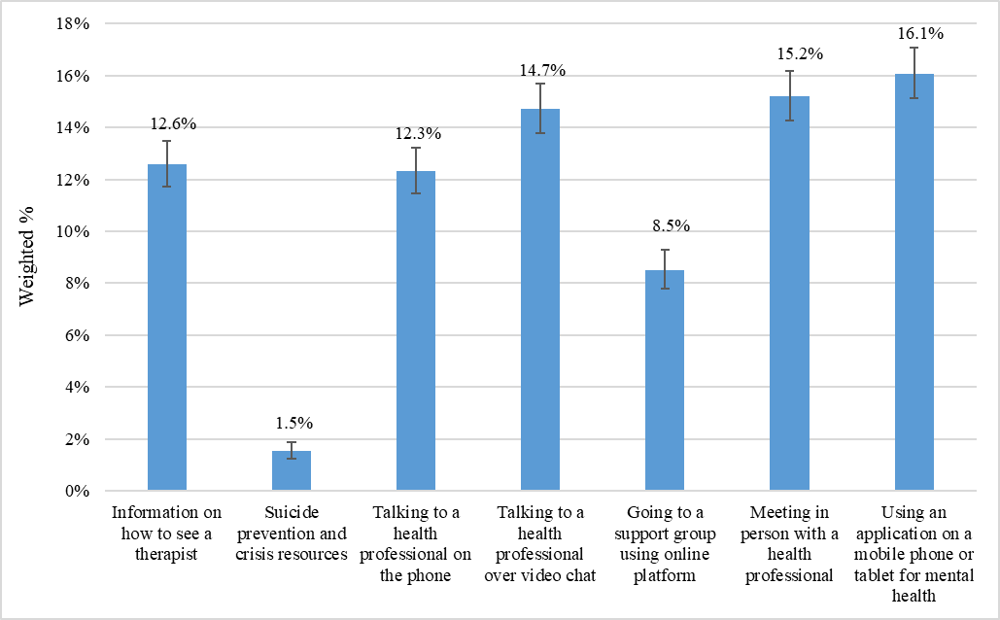 18%
16%
14%
12%
10%
8%
6%
4%
2%
0%
Weighted %
12.6%
1.5%
12.3%
14.7%
8.5%
15.2%
16.1%
Information on
how to see a
therapist
Suicide
prevention and
crisis resources
Talking to a
health
professional on
the phone
Talking to a
health
professional
over video chat
Going to a
support group
using online
platform
Meeting in
person with a
health
professional
Using an
application on a
mobile phone or
tablet for mental
health